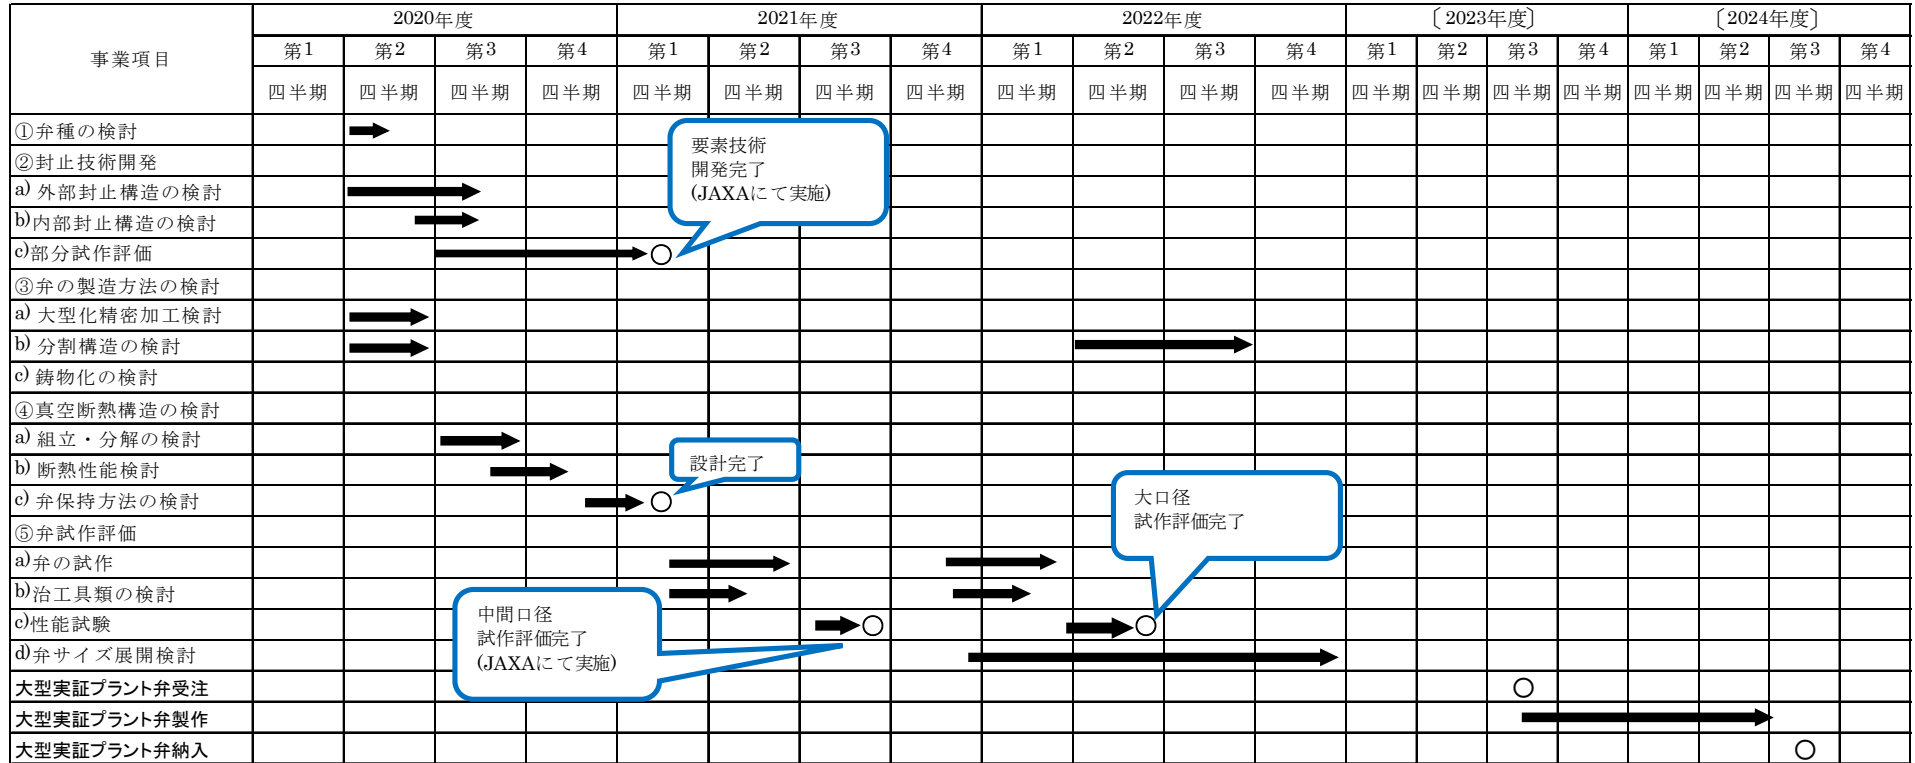 事業項目
2020年度 2021年度 2022年度 〔2023年度〕 〔2024年度〕
第1 第2 第3 第4 第1 第2 第3 第4 第1 第2 第3 第4 第1 第2 第3 第4 第1 第2 第3 第4
四半期 四半期 四半期 四半期 四半期 四半期 四半期 四半期 四半期 四半期 四半期 四半期 四半期 四半期 四半期 四半期 四半期 四半期 四半期 四半期
①弁種の検討
②封止技術開発
a) 外部封止構造の検討
b)内部封止構造の検討
c)部分試作評価
要素技術
開発完了
(JAXAにて実施)
③弁の製造方法の検討
a) 大型化精密加工検討
b) 分割構造の検討
c) 鋳物化の検討
④真空断熱構造の検討
a) 組立・分解の検討
b) 断熱性能検討
c) 弁保持方法の検討
設計完了
⑤弁試作評価
a)弁の試作
b)治工具類の検討
c)性能試験
大口径
試作評価完了
中間口径
試作評価完了
(JAXAにて実施)
d)弁サイズ展開検討
大型実証プラント弁受注
大型実証プラント弁製作
大型実証プラント弁納入